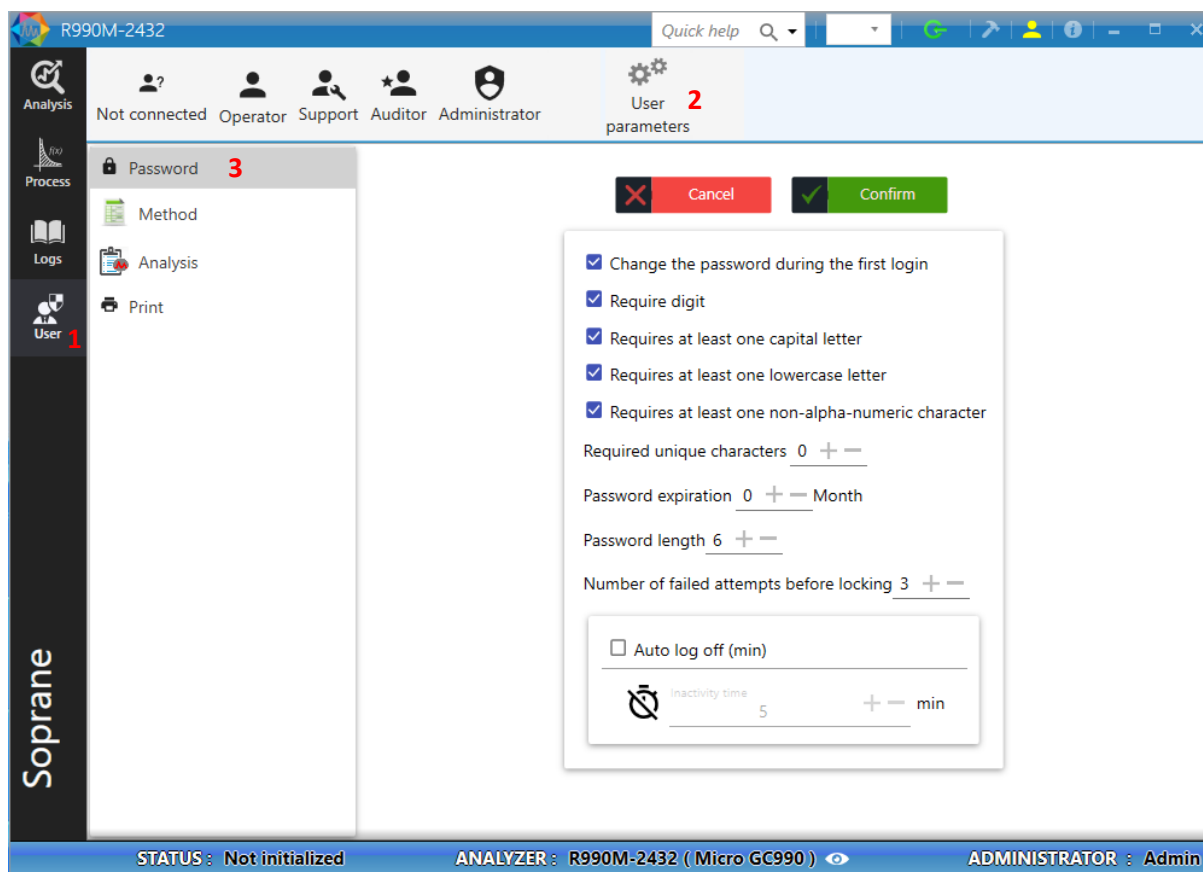 R990M-2432
Quick help
Analysis
Process
Logs
User 1
Not connected
Operator
Support
Auditor
Administrator
User
parameters
2
Password 3
Method
Analysis
Print
Cancel
Confirm
Change the password during the first login
Require digit
Requires at least one capital letter
Requires at least one lowercase letter
Requires at least one non-alpha-numeric character
Required unique characters 0
Password expiration 0 Month
Password length 6
Number of failed attempts before locking 3
Auto log off (min)
Inactivity time
5 min
Soprane
STATUS : Not initialized
ANALYZER : R990M-2432 ( Micro GC990 )
ADMINISTRATOR : Admin